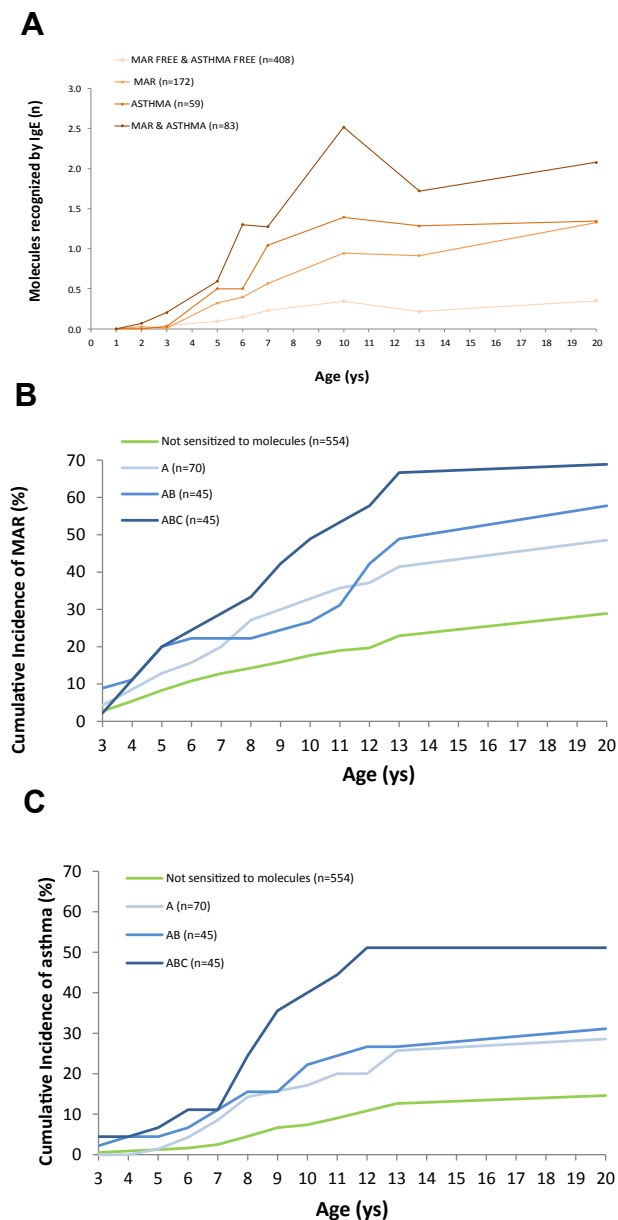 A
MAR FREE & ASTHMA FREE (n=408)
MAR (n=172)
ASTHMA (n=59)
MAR & ASTHMA (n=83)
Molecules recognized by IgE (n)
3.0
2.5
2.0
1.5
1.0
0.5
0.0
0 1 2 3 4 5 6 7 8 9 10 11 12 13 14 15 16 17 18 19 20
Age (ys)
B
Not sensitized to molecules (n=554)
A (n=70)
AB (n=45)
ABC (n=45)
Cumulative Incidence of MAR (%)
70
60
50
40
30
20
10
0
3 4 5 6 7 8 9 10 11 12 13 14 15 16 17 18 19 20
Age (ys)
C
Not sensitized to molecules (n=554)
A (n=70)
AB (n=45)
ABC (n=45)
Cumulative Incidence of asthma (%)
70
60
50
40
30
20
10
0
3 4 5 6 7 8 9 10 11 12 13 14 15 16 17 18 19 20
Age (ys)